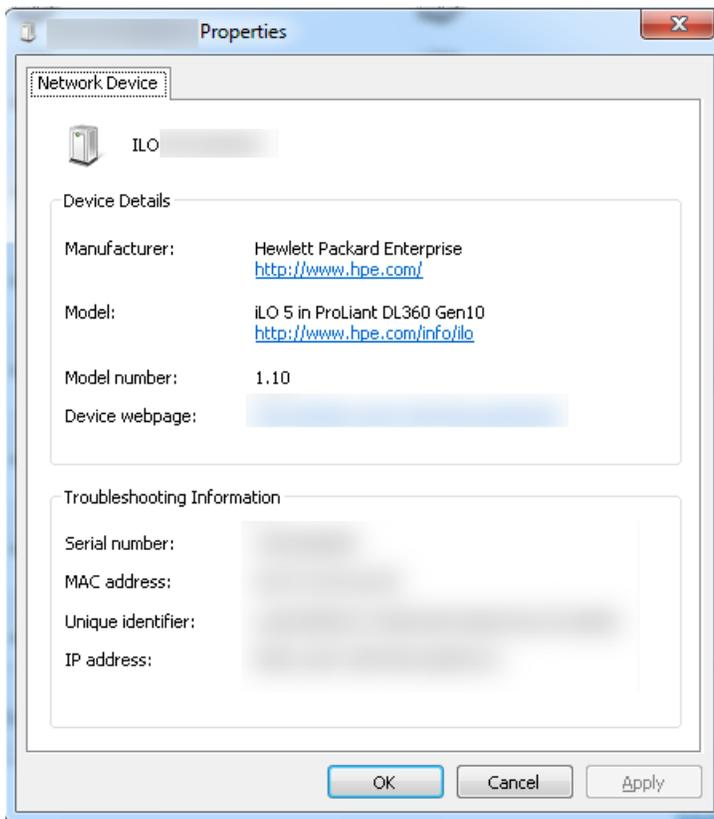 Properties
Network Device
ILO
Device Details
Manufacturer: Hewlett Packard Enterprise
http://www.hpe.com/
Model: iLO 5 in ProLiant DL360 Gen10
http://www.hpe.com/info/ilo
Model number: 1.10
Device webpage:
Troubleshooting Information
Serial number:
MAC address:
Unique identifier:
IP address:
OK Cancel Apply